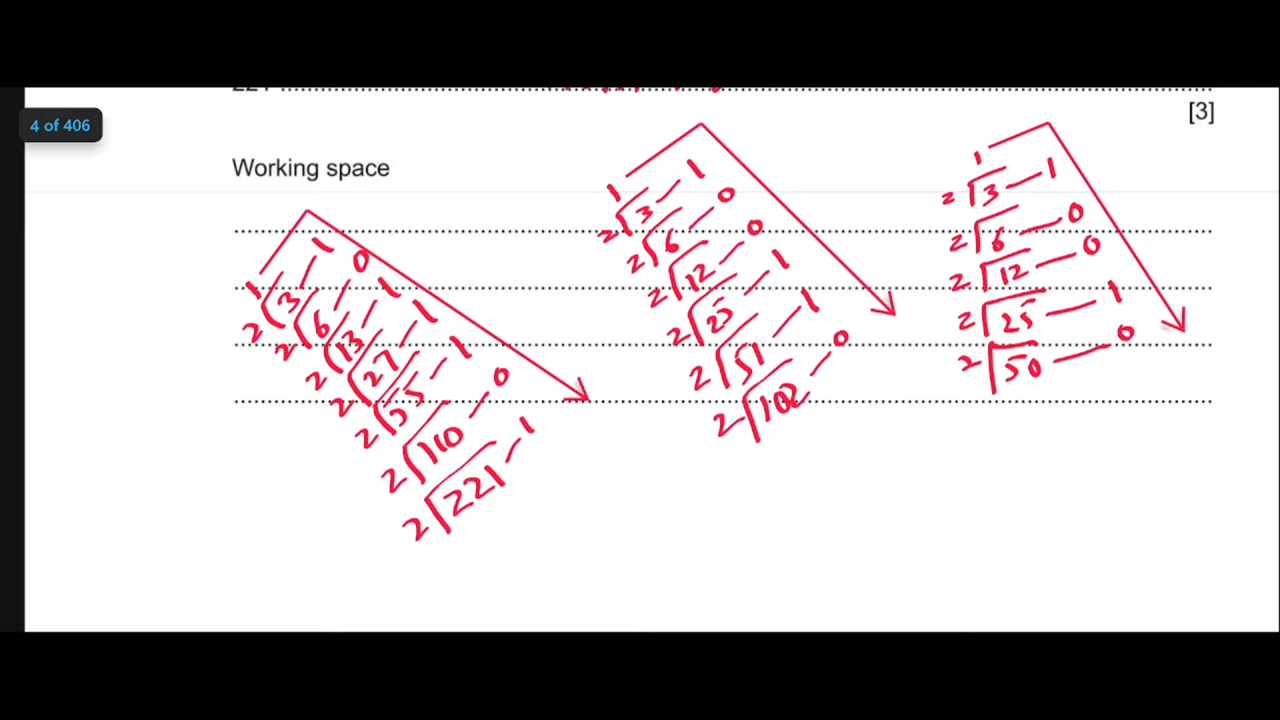 4 of 406
[3]
Working space
1
2 3 — 1
2 6 — 0
2 13 — 1
2 27 — 1
2 55 — 1
2 110 — 0
2 221 — 1
1
2 3 — 1
2 6 — 0
2 12 — 0
2 25 — 1
2 51 — 1
2 102 — 0
1
2 3 — 1
2 6 — 0
2 12 — 0
2 25 — 1
2 50 — 0